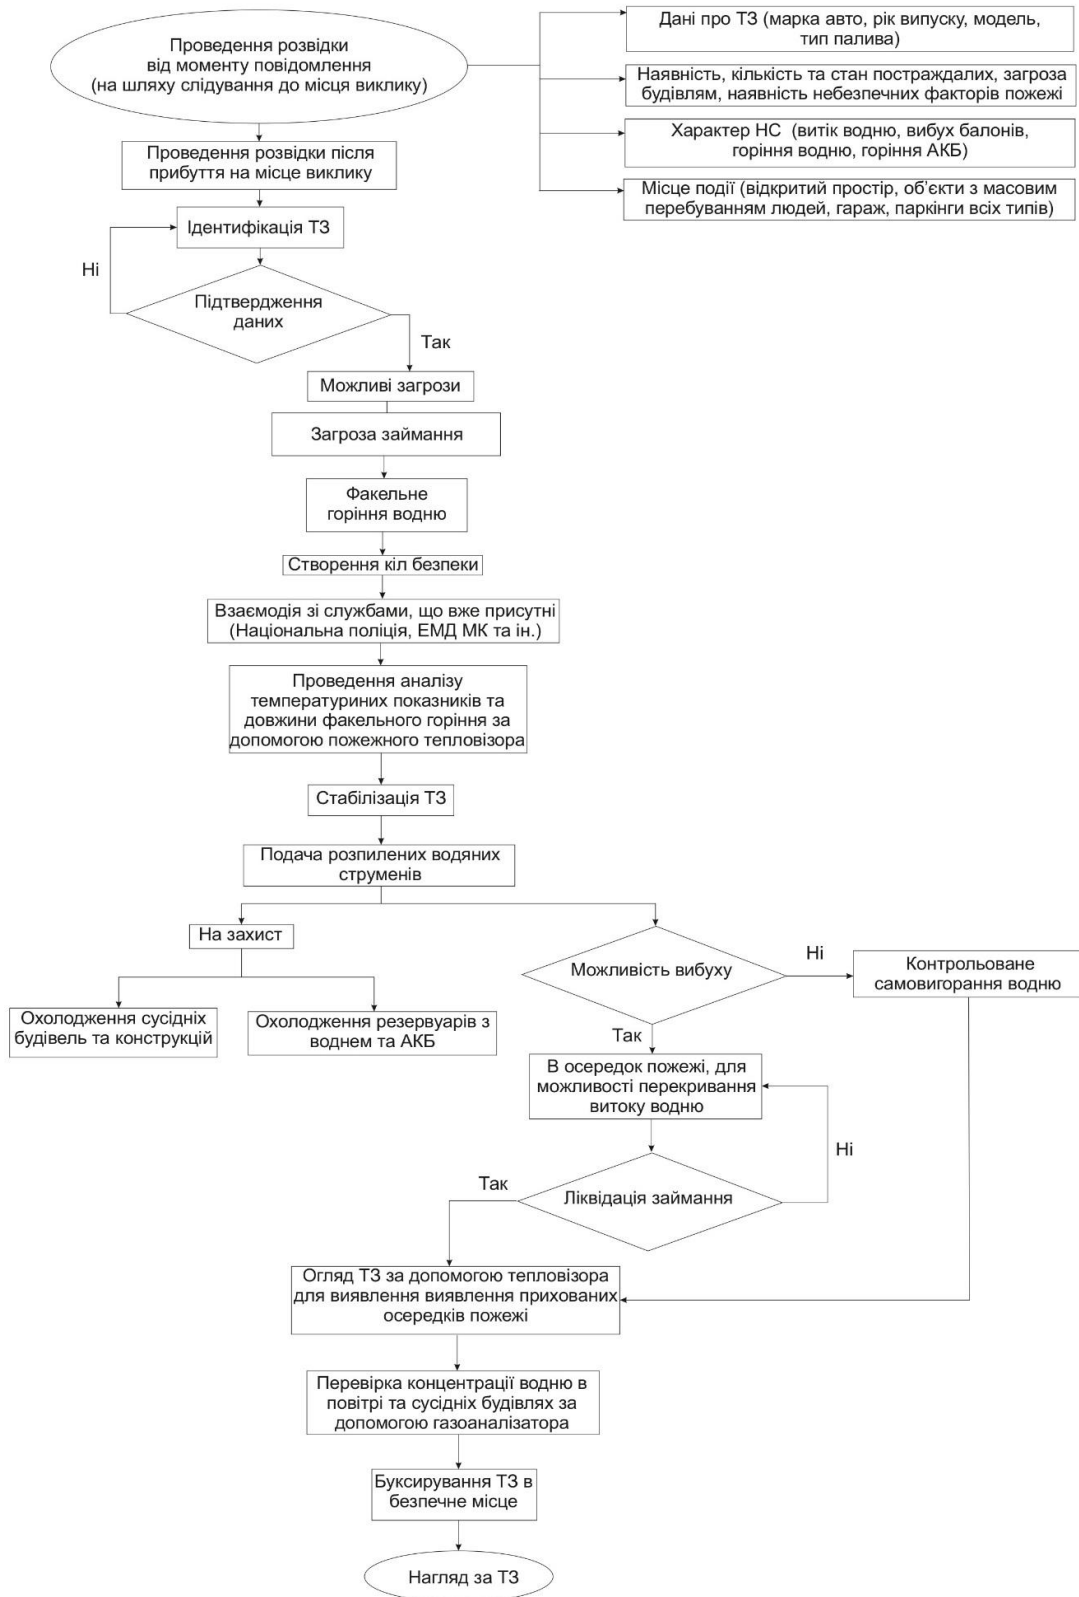 Проведення розвідки
від моменту повідомлення
(на шляху слідування до місця виклику)
Дані про ТЗ (марка авто, рік випуску, модель,
тип палива)
Наявність, кількість та стан постраждалих, загроза
будівлям, наявність небезпечних факторів пожежі
Характер НС (витік водню, вибух балонів,
горіння водню, горіння АКБ)
Місце події (відкритий простір, об’єкти з масовим
перебуванням людей, гараж, паркінги всіх типів)
Проведення розвідки після
прибуття на місце виклику
Ідентифікація ТЗ
Ні
Підтвердження
даних
Так
Можливі загрози
Загроза займання
Факельне
горіння водню
Створення кіл безпеки
Взаємодія зі службами, що вже присутні
(Національна поліція, ЕМД МК та ін.)
Проведення аналізу
температуриних показників та
довжини факельного горіння за
допомогою пожежного тепловізора
Стабілізація ТЗ
Подача розпилених водяних
струменів
На захист
Охолодження сусідніх
будівель та конструкцій
Охолодження резервуарів з
воднем та АКБ
Можливість вибуху
Ні
Контрольоване
самовигорання водню
Так
В осередок пожежі, для
можливості перекривання
витоку водню
Ні
Ліквідація займання
Так
Огляд ТЗ за допомогою тепловізора
для виявлення виявлення прихованих
осередків пожежі
Перевірка концентрації водню в
повітрі та сусідніх будівлях за
допомогою газоаналізатора
Буксирування ТЗ в
безпечне місце
Нагляд за ТЗ